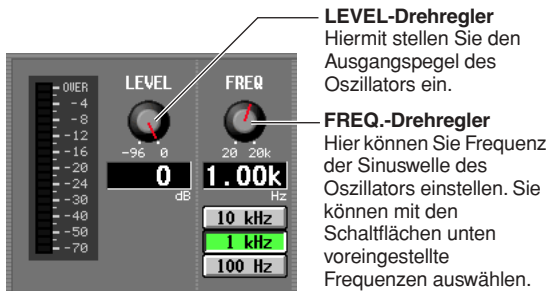 LEVEL-Drehregler
Hiermit stellen Sie den
Ausgangspegel des
Oszillators ein.
FREQ.-Drehregler
Hier können Sie Frequenz
der Sinuswelle des
Oszillators einstellen. Sie
können mit den
Schaltflächen unten
voreingestellte
Frequenzen auswählen.
OVER
-4
-8
-12
-16
-20
-24
-30
-40
-50
-70
LEVEL
-96 0
0
dB
FREQ
20 20k
1.00k
Hz
10 kHz
1 kHz
100 Hz